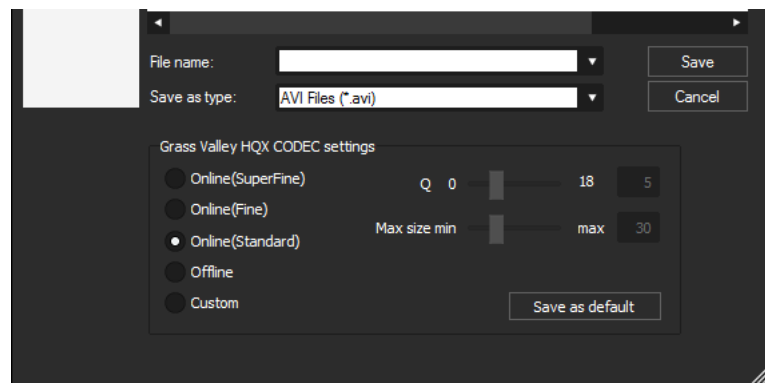 File name:
Save
Save as type:
AVI Files (*.avi)
Cancel
Grass Valley HQX CODEC settings
Online(SuperFine)
Q 0 18 5
Online(Fine)
Max size min max 30
Online(Standard)
Offline
Custom
Save as default